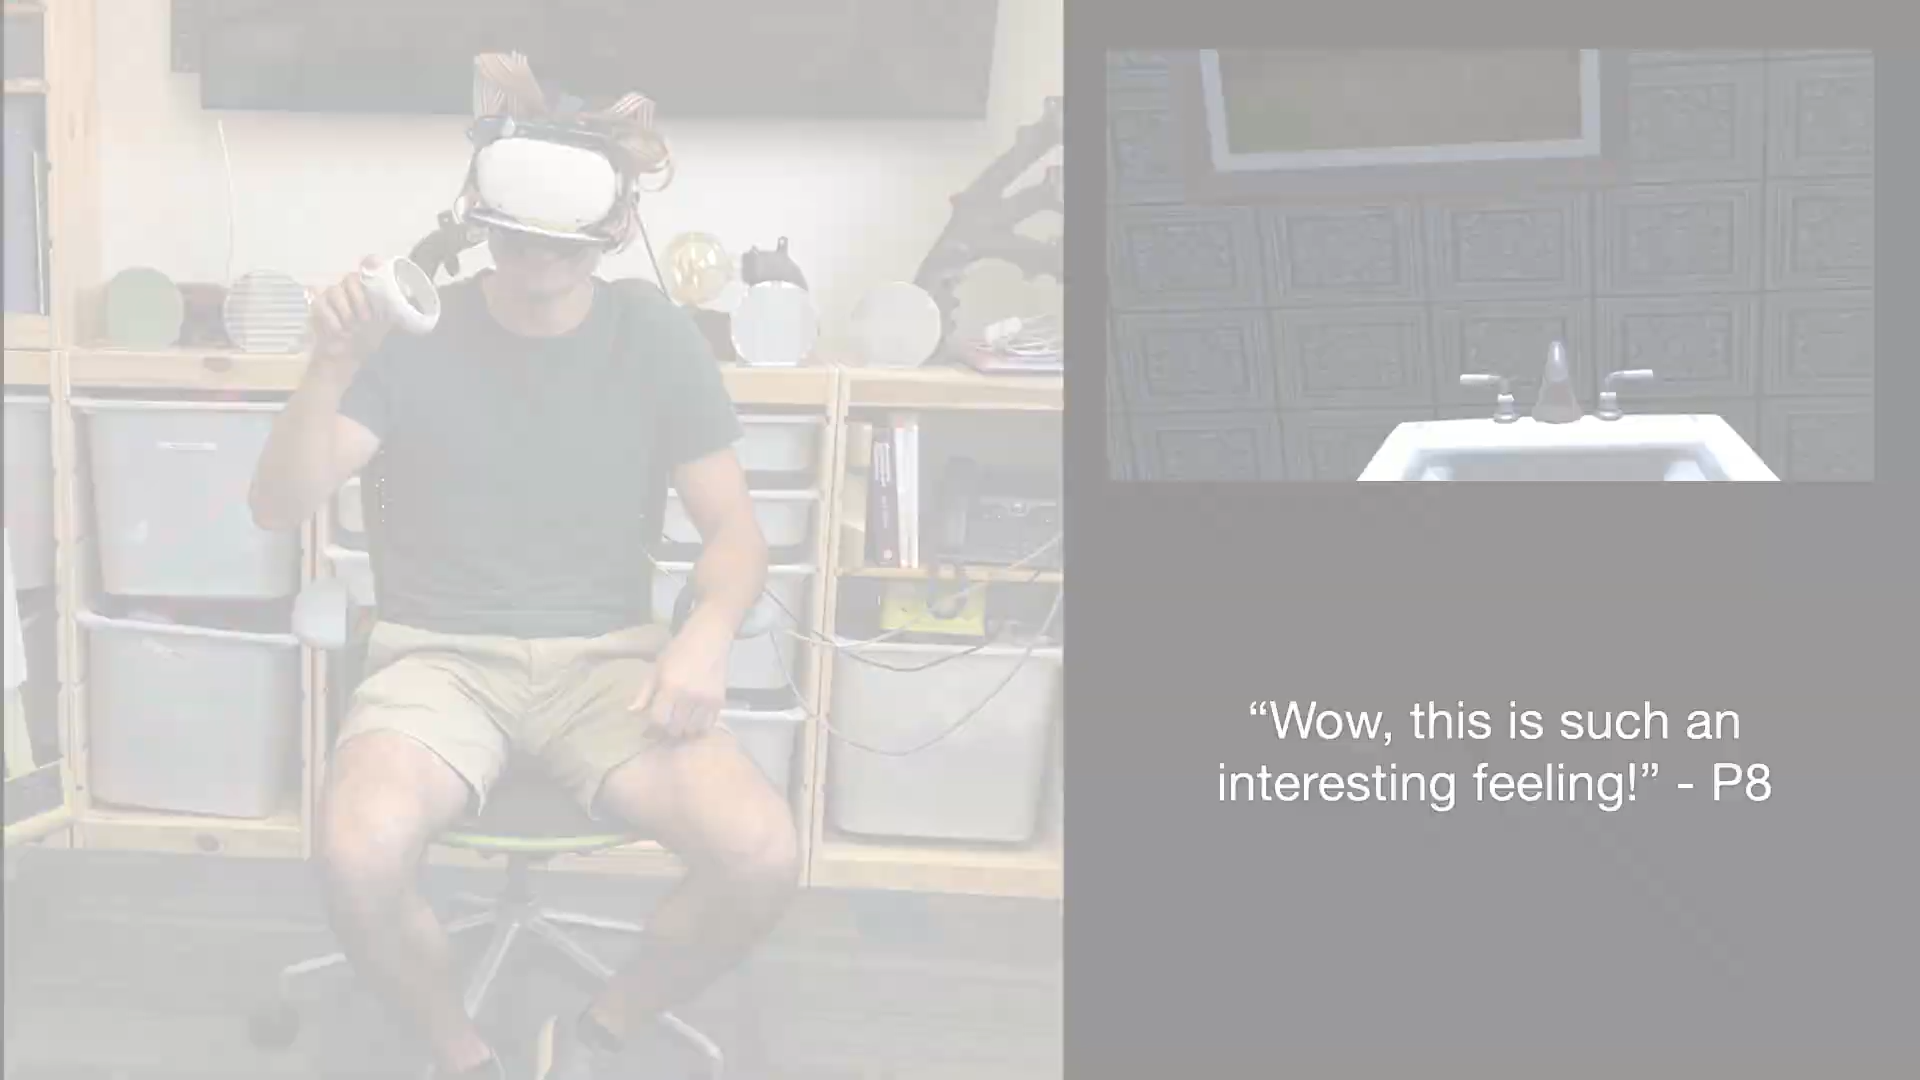 “Wow, this is such an
interesting feeling!” - P8